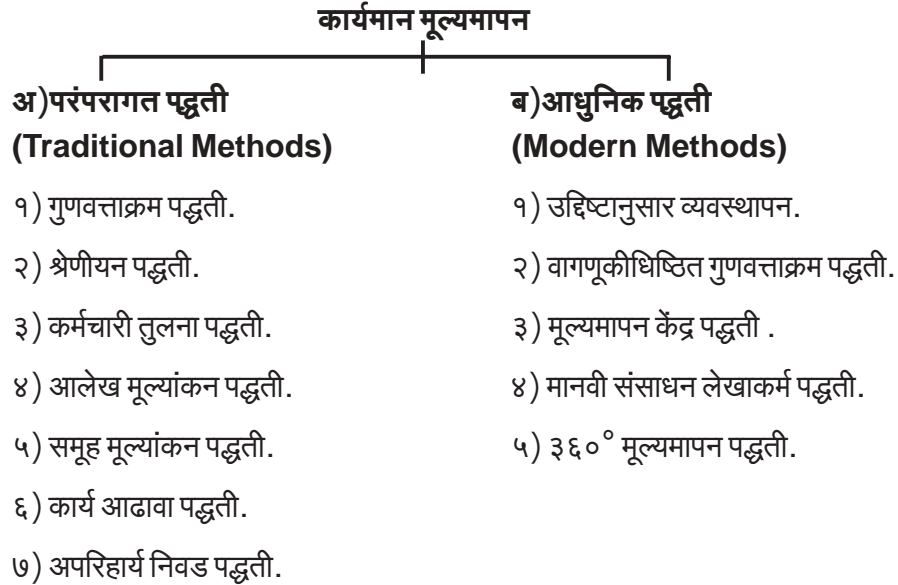 कार्यमान मूल्यमापन
अ)परंपरागत पद्धती
(Traditional Methods)
१) गुणवत्ताक्रम पद्धती.
२) श्रेणीयन पद्धती.
३) कर्मचारी तुलना पद्धती.
४) आलेख मूल्यांकन पद्धती.
५) समूह मूल्यांकन पद्धती.
६) कार्य आढावा पद्धती.
७) अपरिहार्य निवड पद्धती.
ब)आधुनिक पद्धती
(Modern Methods)
१) उद्दिष्टानुसार व्यवस्थापन.
२) वागणूकीधिष्ठित गुणवत्ताक्रम पद्धती.
३) मूल्यमापन केंद्र पद्धती .
४) मानवी संसाधन लेखाकर्म पद्धती.
५) ३६०° मूल्यमापन पद्धती.